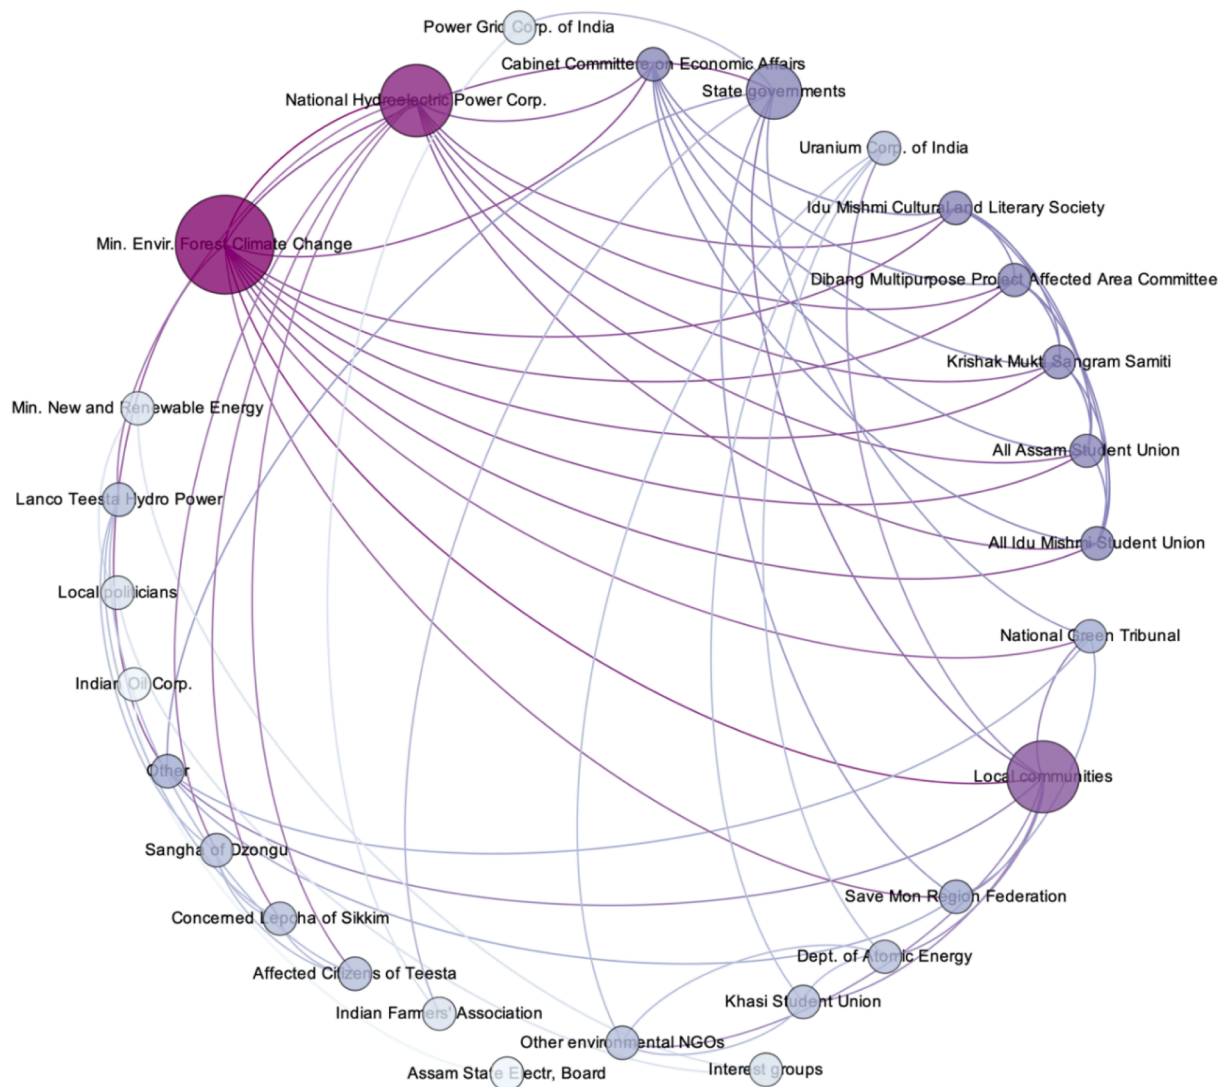 Power Grid Corp. of India
Cabinet Committere on Economic Affairs
State governments
National Hydroelectric Power Corp.
Uranium Corp. of India
Idu Mishmi Cultural and Literary Society
Min. Envir. Forest Climate Change
Dibang Multipurpose Project Affected Area Committee
Krishak Mukti Sangram Samiti
Min. New and Renewable Energy
All Assam Student Union
Lanco Teesta Hydro Power
All Idu Mishmi Student Union
Local politicians
National Green Tribunal
Indian Oil Corp.
Other
Local communities
Sangha of Dzongu
Save Mon Region Federation
Concerned Lepcha of Sikkim
Dept. of Atomic Energy
Affected Citizens of Teesta
Khasi Student Union
Indian Farmers' Association
Other environmental NGOs
Interest groups
Assam State Electr, Board